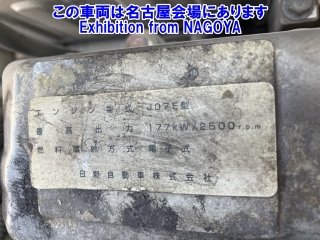 この車両は名古屋会場にあります
Exhibition from NAGOYA
エンジン型式 J07E型
最高出力 177kW/2500r.p.m
燃料噴射方式 電子式
日野自動車株式会社